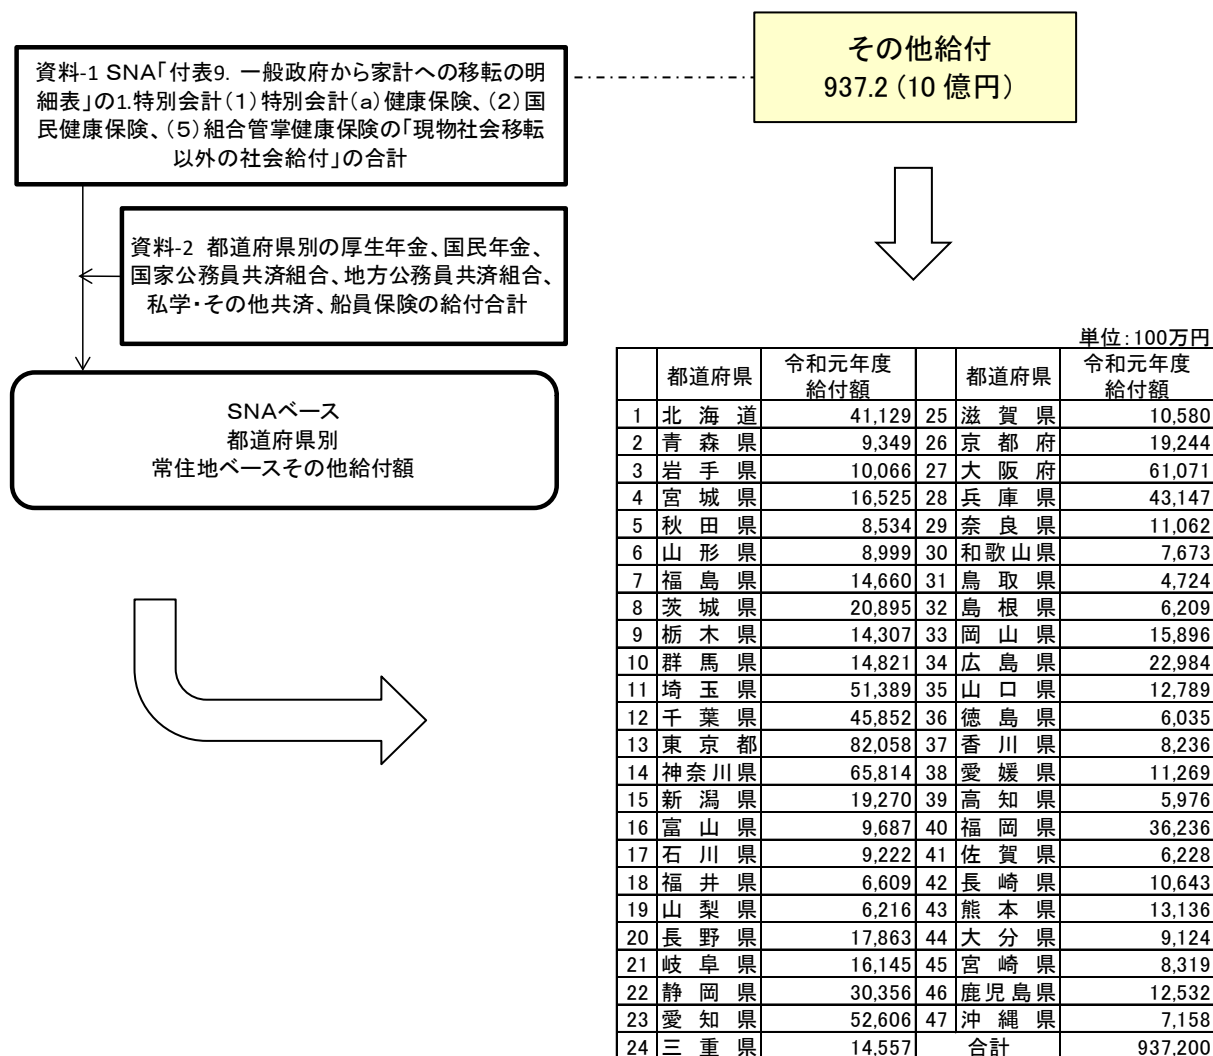 その他給付
937.2（10 億円）
資料-1 SNA「付表9. 一般政府から家計への移転の明
細表」の1.特別会計（1）特別会計（a）健康保険、（2）国
民健康保険、（5）組合管掌健康保険の「現物社会移転
以外の社会給付」の合計
資料-2 都道府県別の厚生年金、国民年金、
国家公務員共済組合、地方公務員共済組合、
私学・その他共済、船員保険の給付合計
SNAベース
都道府県別
常住地ベースその他給付額
単位：100万円
都道府県 令和元年度 給付額 都道府県 令和元年度 給付額
1 北海道 41,129 25 滋賀県 10,580
2 青森県 9,349 26 京都府 19,244
3 岩手県 10,066 27 大阪府 61,071
4 宮城県 16,525 28 兵庫県 43,147
5 秋田県 8,534 29 奈良県 11,062
6 山形県 8,999 30 和歌山県 7,673
7 福島県 14,660 31 鳥取県 4,724
8 茨城県 20,895 32 島根県 6,209
9 栃木県 14,307 33 岡山県 15,896
10 群馬県 14,821 34 広島県 22,984
11 埼玉県 51,389 35 山口県 12,789
12 千葉県 45,852 36 徳島県 6,035
13 東京都 82,058 37 香川県 8,236
14 神奈川県 65,814 38 愛媛県 11,269
15 新潟県 19,270 39 高知県 5,976
16 富山県 9,687 40 福岡県 36,236
17 石川県 9,222 41 佐賀県 6,228
18 福井県 6,609 42 長崎県 10,643
19 山梨県 6,216 43 熊本県 13,136
20 長野県 17,863 44 大分県 9,124
21 岐阜県 16,145 45 宮崎県 8,319
22 静岡県 30,356 46 鹿児島県 12,532
23 愛知県 52,606 47 沖縄県 7,158
24 三重県 14,557 合計 937,200